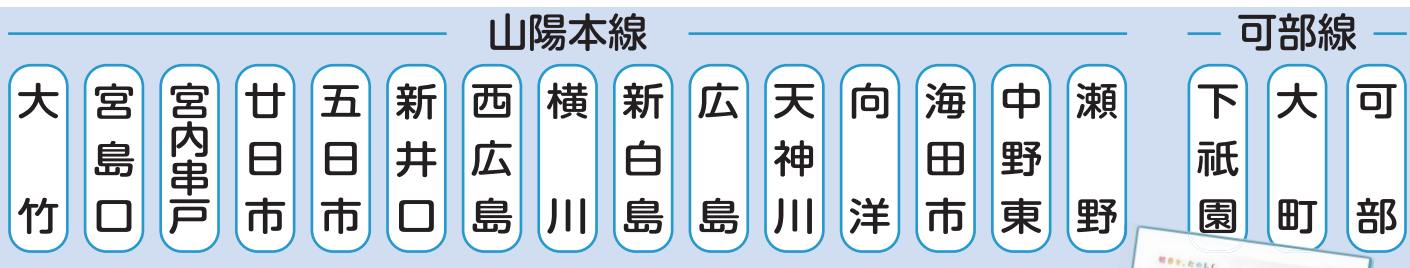 山陽本線
大竹
宮島口
宮内串戸
廿日市
五日市
新井口
西広島
横川
新白島
広島
天神川
向洋
海田市
中野東
瀬野
可部線
下祇園
大町
可部